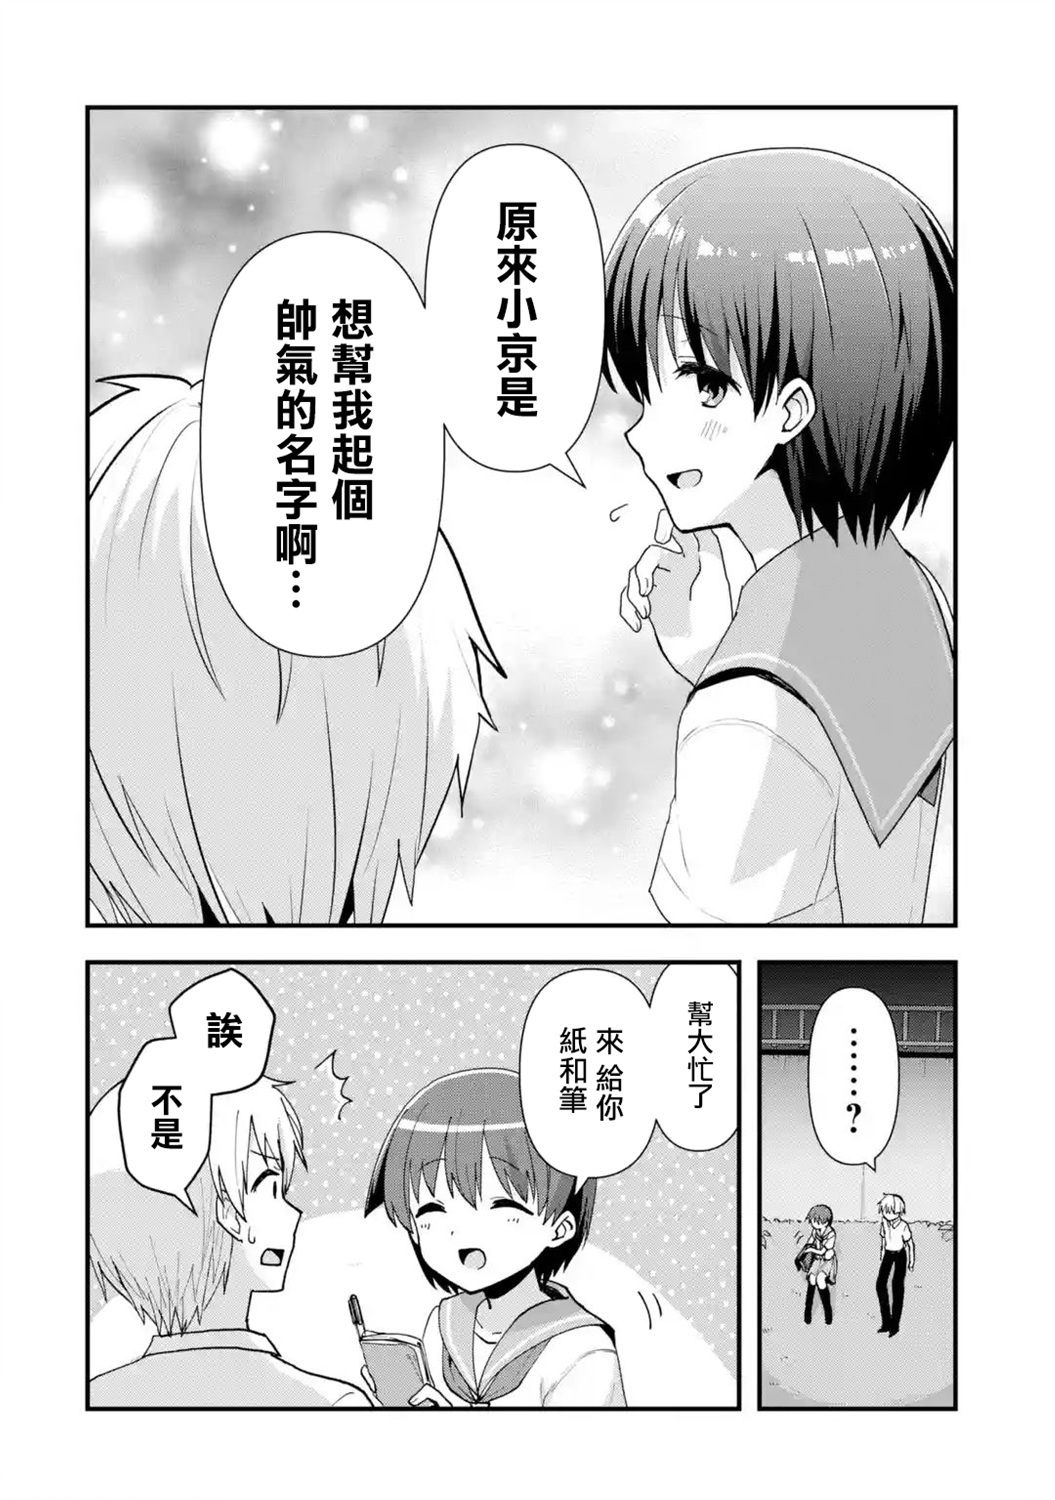 原來小京是
想幫我起個
帥氣的名字啊…
……?
幫大忙了
來 給你
紙和筆
誒
不是